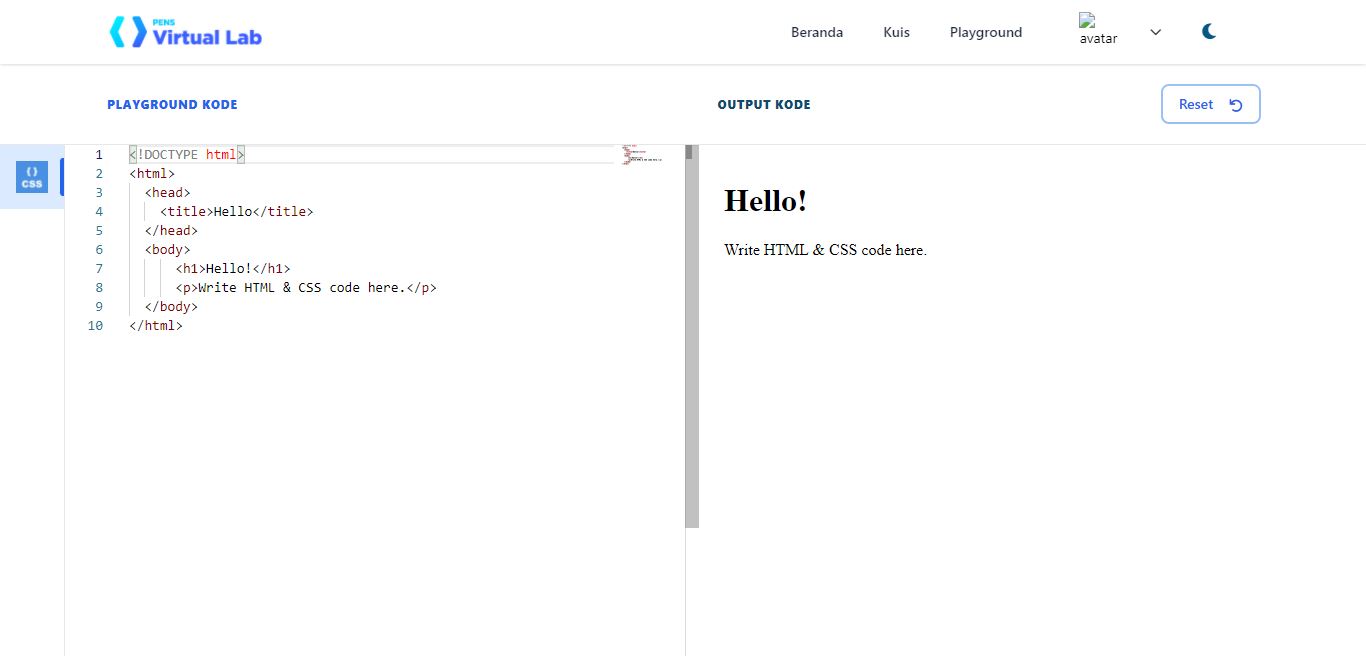 PENS
Virtual Lab
Beranda Kuis Playground avatar
PLAYGROUND KODE
OUTPUT KODE
Reset
{} CSS
1 <!DOCTYPE html>
2 <html>
3 <head>
4 <title>Hello</title>
5 </head>
6 <body>
7 <h1>Hello!</h1>
8 <p>Write HTML & CSS code here.</p>
9 </body>
10 </html>
Hello!
Write HTML & CSS code here.